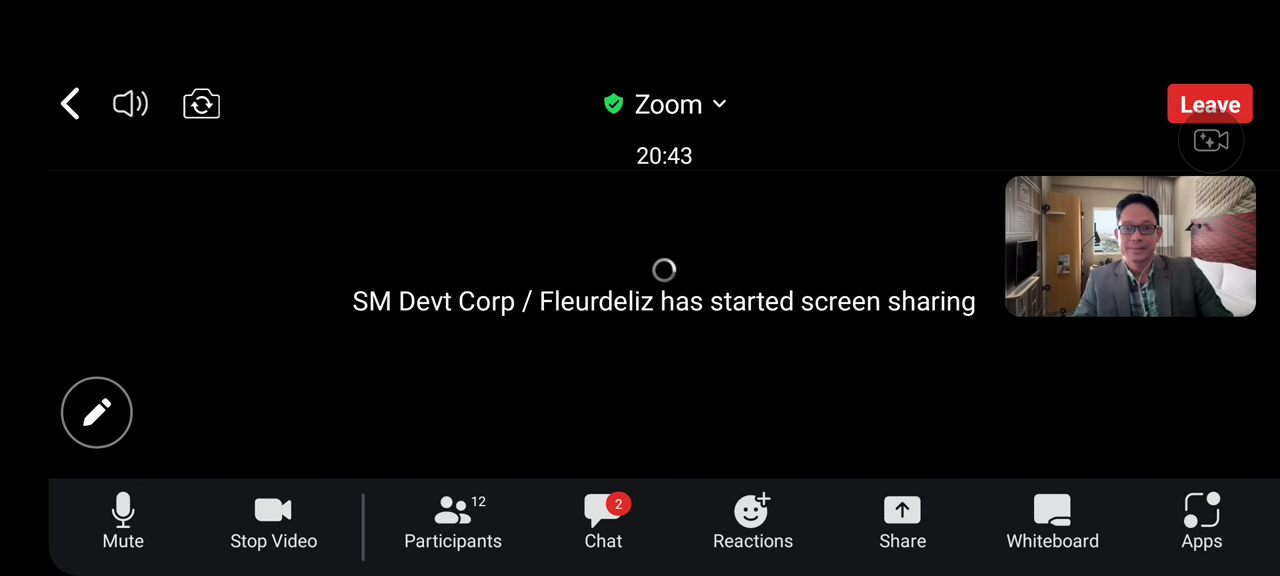 Zoom
Leave
20:43
SM Devt Corp / Fleurdeliz has started screen sharing
Mute
Stop Video
12
Participants
2
Chat
Reactions
Share
Whiteboard
Apps